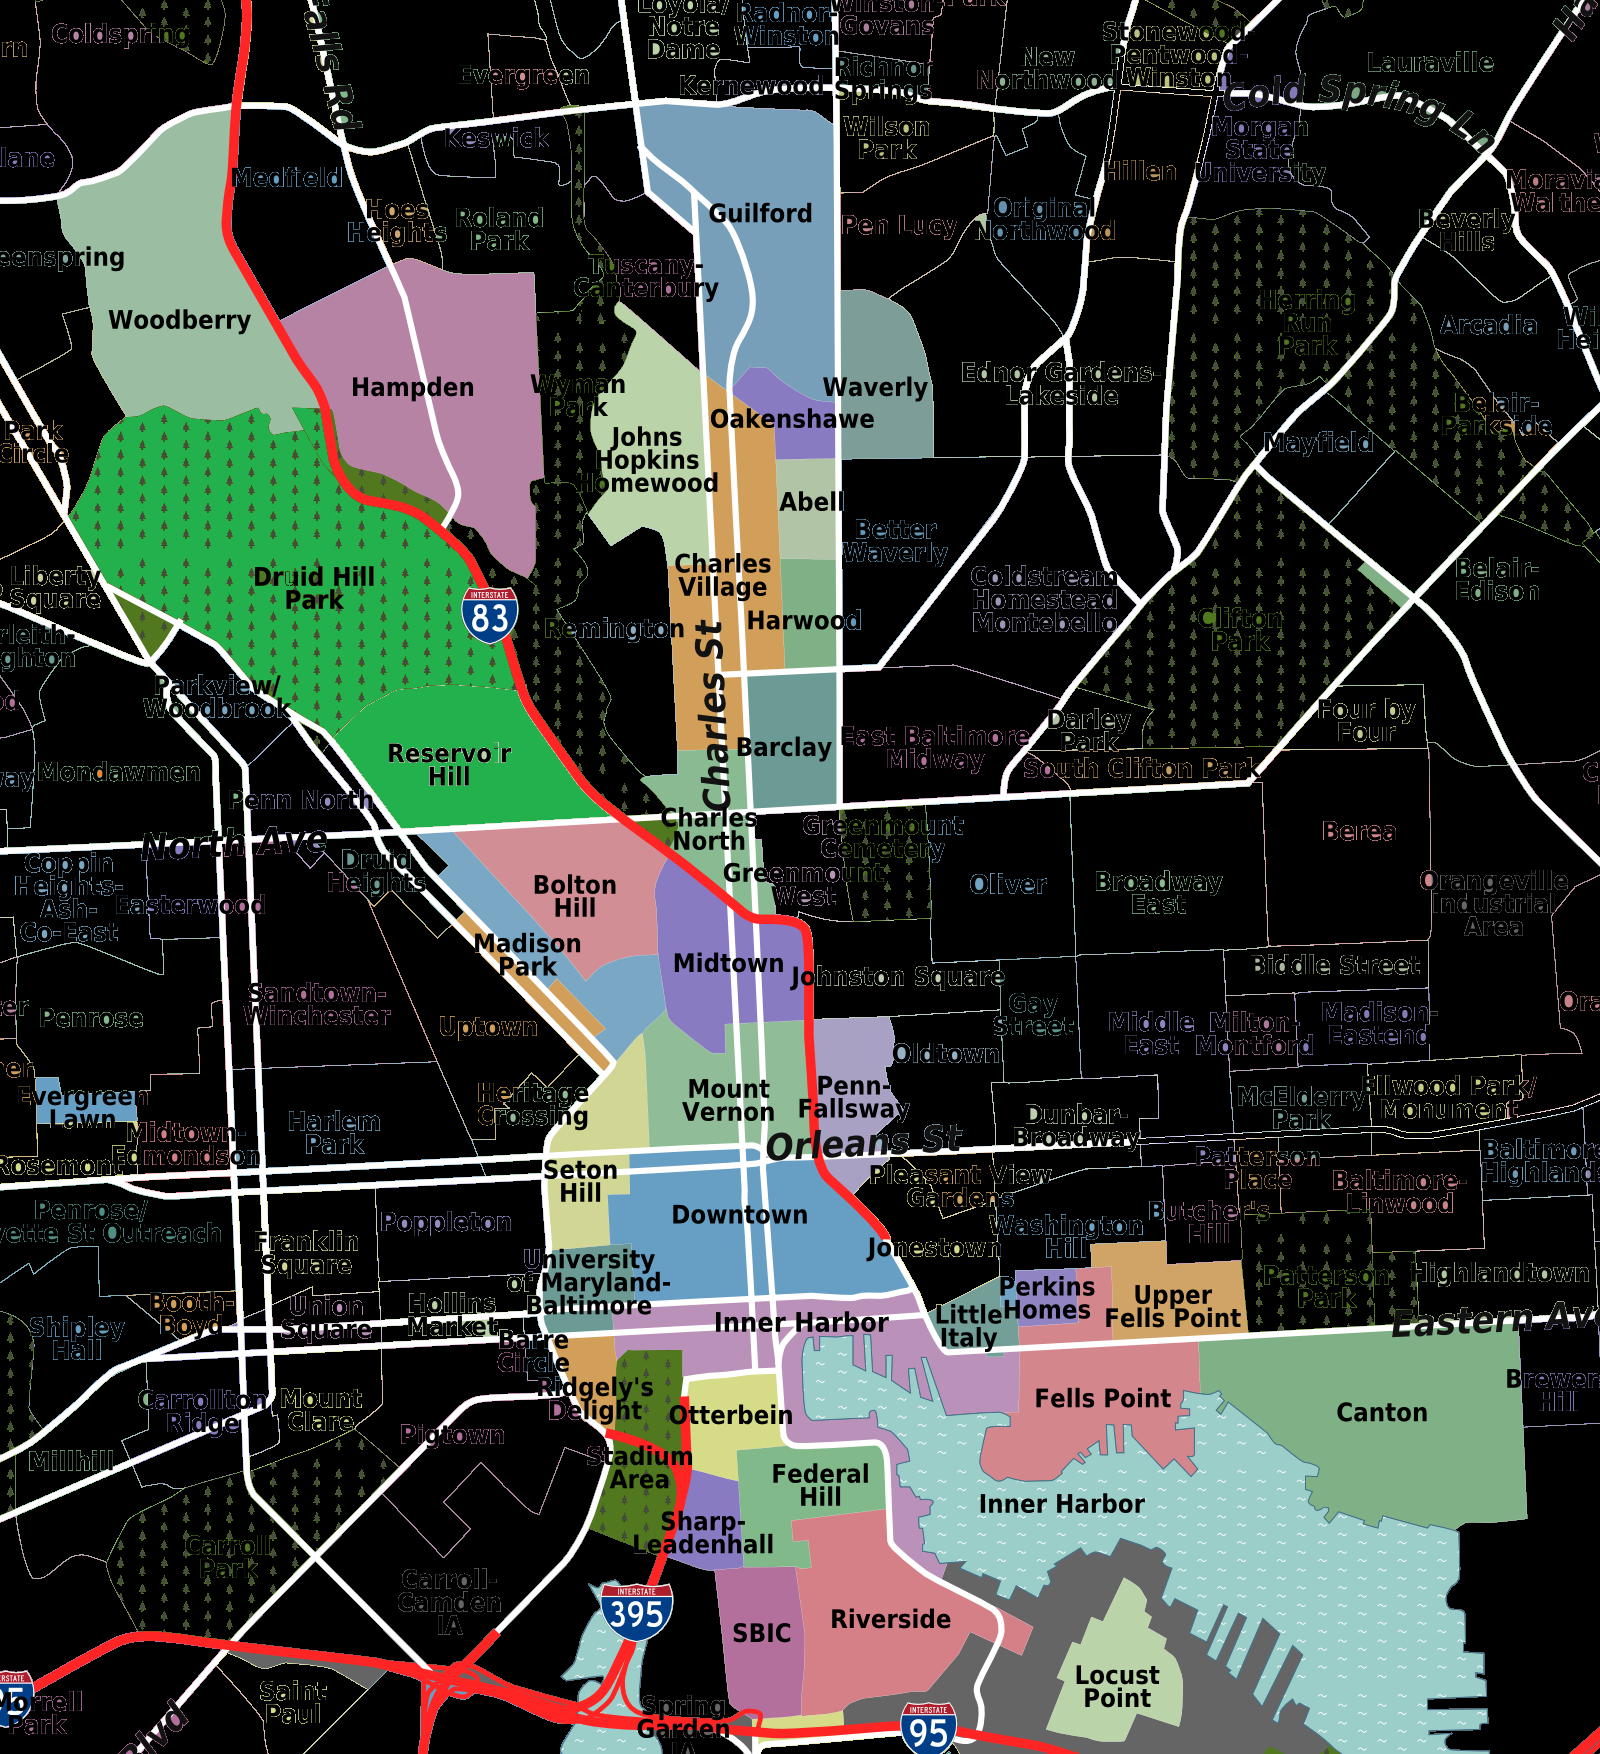 Loyola/
Notre
Dame
Radnor-
Winston
Winston-
Govans
Coldspring
Falls Rd
Evergreen
Kernewood
Richnor
Springs
New
Northwood
Stonewood-
Pentwood-
Winston
Lauraville
Cold Spring Ln
Keswick
Wilson
Park
Morgan
State
University
Hillen
Medfield
Hoes
Heights
Roland
Park
Guilford
Pen Lucy
Original
Northwood
Beverly
Hills
Tuscany-
Canterbury
Woodberry
Herring
Run
Park
Arcadia
Hampden
Wyman
Park
Waverly
Ednor Gardens-
Lakeside
Oakenshawe
Belair-
Parkside
Park
Circle
Johns
Hopkins
Homewood
Mayfield
Abell
Better
Waverly
Druid Hill
Park
Liberty
Square
Charles
Village
Coldstream
Homestead
Montebello
Belair-
Edison
INTERSTATE
83
Remington
Harwood
Clifton
Park
Charles St
Parkview/
Woodbrook
Reservoir
Hill
Barclay
East Baltimore
Midway
Darley
Park
Four by
Four
South Clifton Park
Mondawmen
Penn North
North Ave
Charles
North
Greenmount
Cemetery
Berea
Coppin
Heights-
Ash-
Co-East
Druid
Heights
Easterwood
Bolton
Hill
Greenmount
West
Oliver
Broadway
East
Orangeville
Industrial
Area
Madison
Park
Midtown
Johnston Square
Biddle Street
Sandtown-
Winchester
Penrose
Uptown
Gay
Street
Middle
East
Milton-
Montford
Madison-
Eastend
Oldtown
Evergreen
Lawn
Heritage
Crossing
Mount
Vernon
Penn-
Fallsway
McElderry
Park
Ellwood Park/
Monument
Harlem
Park
Midtown-
Edmondson
Dunbar-
Broadway
Orleans St
Rosemont
Seton
Hill
Pleasant View
Gardens
Patterson
Place
Baltimore-
Linwood
Baltimore
Highlands
Penrose/
Fayette St Outreach
Poppleton
Downtown
Washington
Hill
Butcher's
Hill
Franklin
Square
Jonestown
University
of Maryland-
Baltimore
Perkins
Homes
Upper
Fells Point
Patterson
Park
Highlandtown
Booth-
Boyd
Union
Square
Hollins
Market
Inner Harbor
Little
Italy
Eastern Av
Shipley
Hall
Barre
Circle
Carrollton
Ridge
Mount
Clare
Ridgely's
Delight
Otterbein
Fells Point
Canton
Brewer
Hill
Pigtown
Millhill
Stadium
Area
Federal
Hill
Inner Harbor
Sharp-
Leadenhall
Carroll
Park
Carroll-
Camden
IA
INTERSTATE
395
SBIC
Riverside
Locust
Point
Morrell
Park
Saint
Paul
Spring
Garden
IA
INTERSTATE
95
Blvd